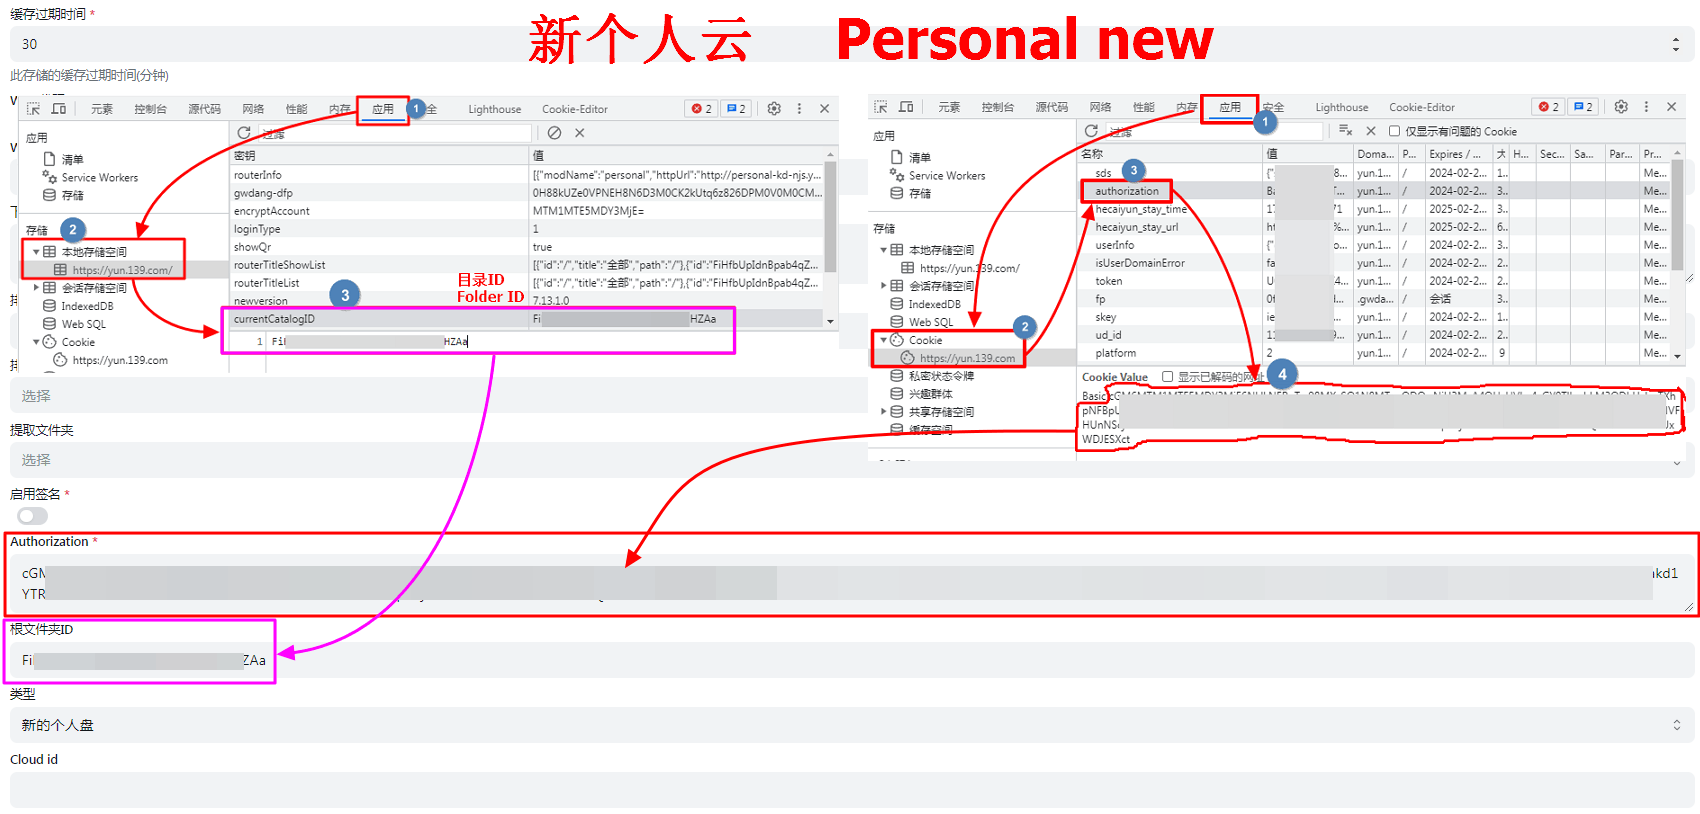 缓存过期时间 *
新个人云 Personal new
30
此存储的缓存过期时间(分钟)
元素 控制台 源代码 网络 性能 内存 应用 1 全 Lighthouse Cookie-Editor 2 2
应用
过滤
清单
Service Workers
存储
存储 2
本地存储空间
https://yun.139.com/
会话存储空间
IndexedDB
Web SQL
Cookie
https://yun.139.com
密钥 值
routerInfo [{"modName":"personal","httpUrl":"http://personal-kd-njs.y...
gwdang-dfp 0H88kUZe0VPNEH8N6D3M0CK2kUtq6z826DPM0V0M0CM...
encryptAccount MTM1MTE5MDY3MjE=
loginType 1
showQr true
routerTitleShowList [{"id":"/","title":"全部","path":"/"},{"id":"FiHfbUpIdnBpab4qZ...
routerTitleList [{"id":"/","title":"全部","path":"/"},{"id":"FiHfbUpIdnBpab4qZ...
目录ID
Folder ID
3
newversion 7.13.1.0
currentCatalogID Fi HZAa
1 Fi HZAa
元素 控制台 源代码 网络 性能 内存 应用 1 安全 Lighthouse Cookie-Editor 2 2
应用
过滤 仅显示有问题的 Cookie
清单
Service Workers
存储
存储
本地存储空间
https://yun.139.com/
会话存储空间
IndexedDB
Web SQL
Cookie 2
https://yun.139.com
私密状态令牌
兴趣群体
共享存储空间
缓存空间
名称 值 Doma... P... Expires / ... 大 H... Sec... Sa... Par... Pr...
sds 3 {" 8... yun.1... / 2024-02-2... 1... Me...
authorization Ba T... yun.1... / 2024-02-2... 3... Me...
hecaiyun_stay_time 17 71 yun.1... / 2025-02-2... 3... Me...
hecaiyun_stay_url ht %... yun.1... / 2025-02-2... 6... Me...
userInfo {" o... yun.1... / 2024-02-2... 3... Me...
isUserDomainError fa yun.1... / 2024-02-2... 2... Me...
token U yun.1... / 2024-02-2... 3... Me...
fp 0f d... .gwda... / 会话 3... Me...
skey ie yun.1... / 2024-02-2... 1... Me...
ud_id 11 9... yun.1... / 2024-02-2... 2... Me...
platform 2 yun.1... / 2024-02-2... 9 Me...
Cookie Value 显示已解码的网址 4
Basic
pNFBpU
HUnNS
WDJESXct
选择
提取文件夹
选择
启用签名 *
Authorization *
cGM akd1
YTR
根文件夹ID
Fi ZAa
类型
新的个人盘
Cloud id